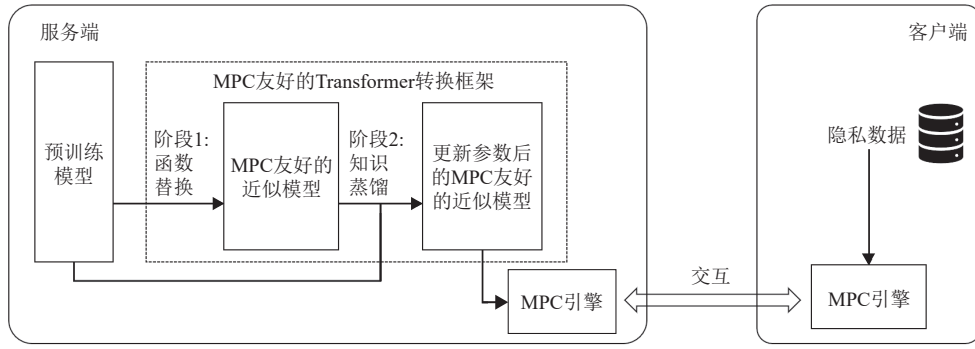 服务端
客户端
MPC友好的Transformer转换框架
预训练
模型
阶段1:
函数
替换
MPC友好的
近似模型
阶段2:
知识
蒸馏
更新参数后
的MPC友好
的近似模型
隐私数据
MPC引擎
交互
MPC引擎